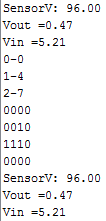 SensorV: 96.00
Vout =0.47
Vin =5.21
0-0
1-4
2-7
0000
0010
1110
0000
SensorV: 96.00
Vout =0.47
Vin =5.21